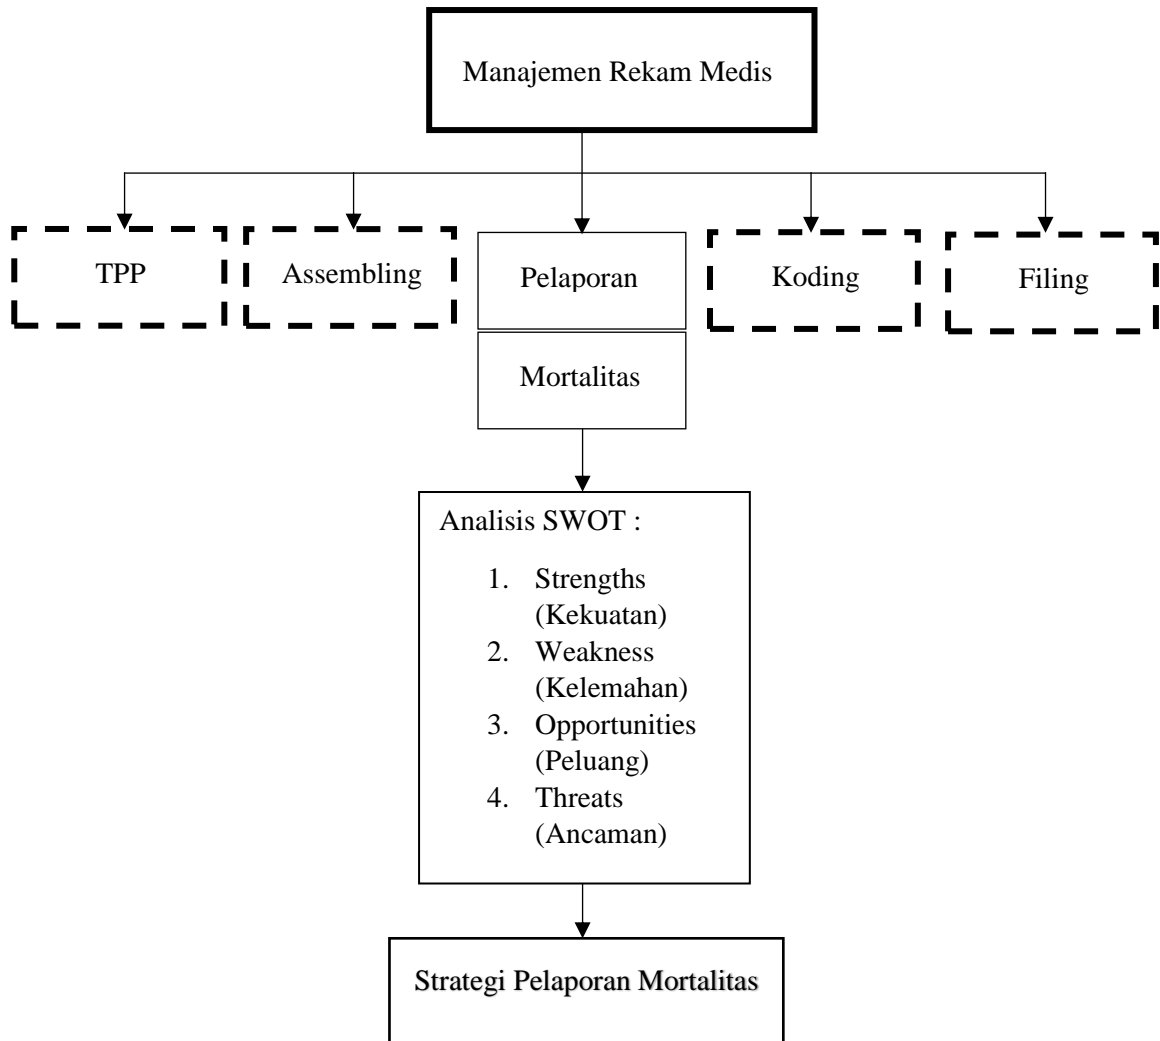 Manajemen Rekam Medis
TPP
Assembling
Pelaporan
Koding
Filing
Mortalitas
Analisis SWOT :
1. Strengths
(Kekuatan)
2. Weakness
(Kelemahan)
3. Opportunities
(Peluang)
4. Threats
(Ancaman)
Strategi Pelaporan Mortalitas